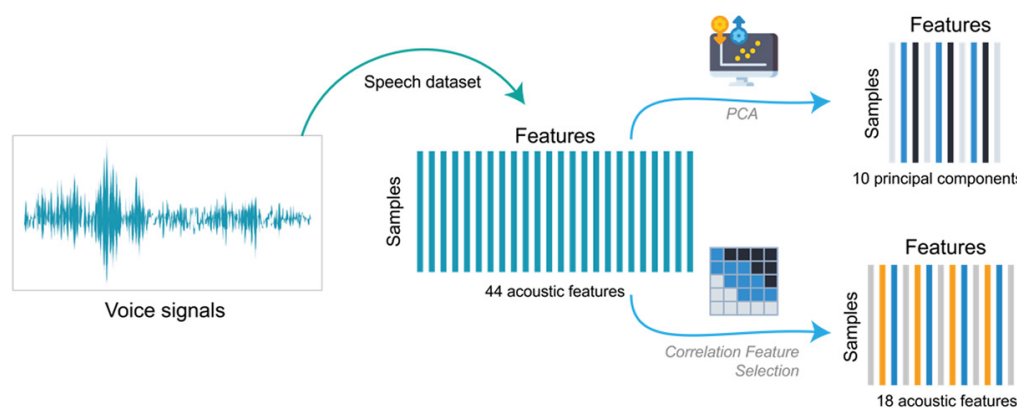 Voice signals
Speech dataset
Features
Samples
44 acoustic features
PCA
Features
Samples
10 principal components
Correlation Feature
Selection
Features
Samples
18 acoustic features